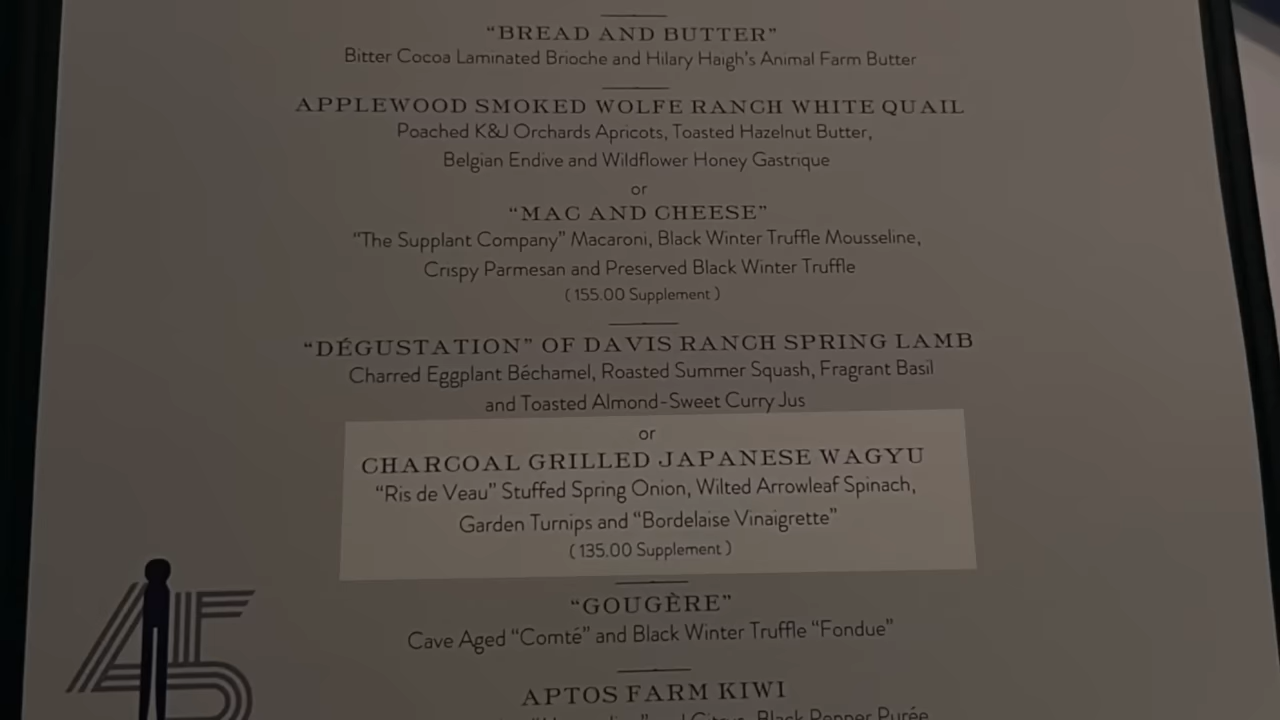 "BREAD AND BUTTER"
Bitter Cocoa Laminated Brioche and Hilary Haigh's Animal Farm Butter
APPLEWOOD SMOKED WOLFE RANCH WHITE QUAIL
Poached K&J Orchards Apricots, Toasted Hazelnut Butter,
Belgian Endive and Wildflower Honey Gastrique
or
"MAC AND CHEESE"
"The Supplant Company" Macaroni, Black Winter Truffle Mousseline,
Crispy Parmesan and Preserved Black Winter Truffle
(155.00 Supplement)
"DÉGUSTATION" OF DAVIS RANCH SPRING LAMB
Charred Eggplant Béchamel, Roasted Summer Squash, Fragrant Basil
and Toasted Almond-Sweet Curry Jus
or
CHARCOAL GRILLED JAPANESE WAGYU
"Ris de Veau" Stuffed Spring Onion, Wilted Arrowleaf Spinach,
Garden Turnips and "Bordelaise Vinaigrette"
(135.00 Supplement)
"GOUGÈRE"
Cave Aged "Comté" and Black Winter Truffle "Fondue"
APTOS FARM KIWI
Black Pepper Purée
45